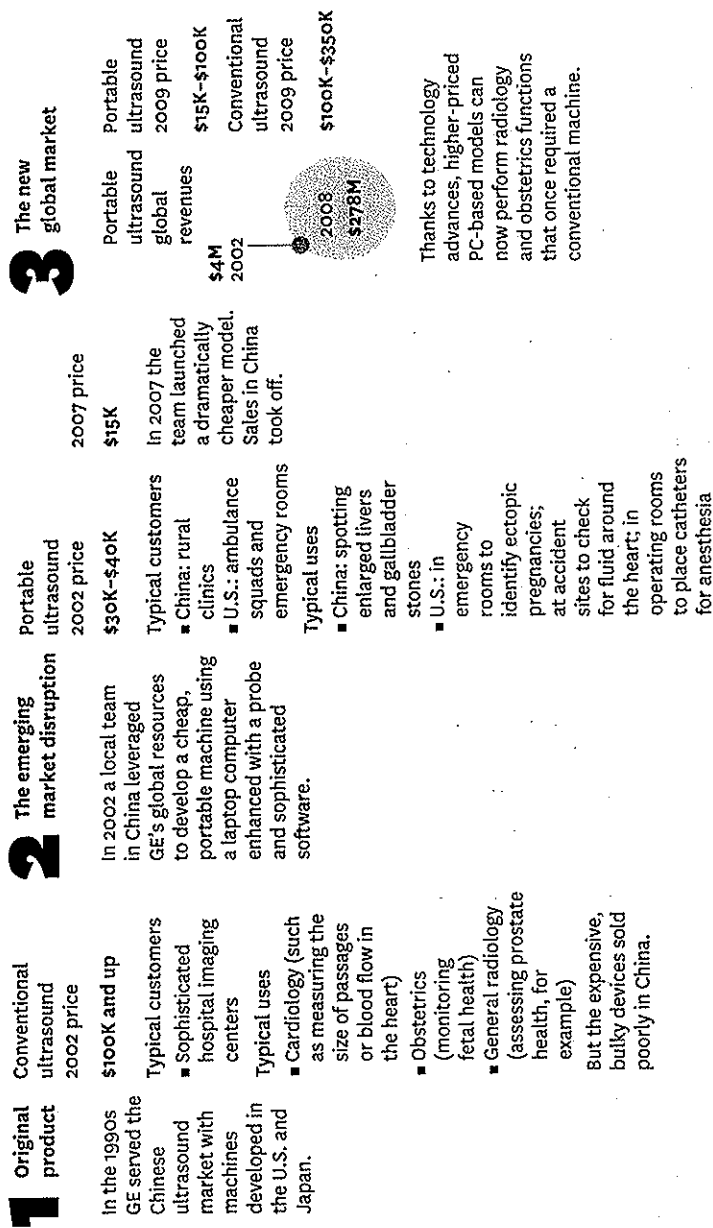 1 Original
product
In the 1990s
GE served the
Chinese
ultrasound
market with
machines
developed in
the U.S. and
Japan.
Conventional
ultrasound
2002 price
$100K and up
Typical customers
■ Sophisticated
hospital imaging
centers
Typical uses
■ Cardiology (such
as measuring the
size of passages
or blood flow in
the heart)
■ Obstetrics
(monitoring
fetal health)
■ General radiology
(assessing prostate
health, for
example)
But the expensive,
bulky devices sold
poorly in China.
2 The emerging
market disruption
In 2002 a local team
in China leveraged
GE's global resources
to develop a cheap,
portable machine using
a laptop computer
enhanced with a probe
and sophisticated
software.
Portable
ultrasound
2002 price
$30K–$40K
Typical customers
■ China: rural
clinics
■ U.S.: ambulance
squads and
emergency rooms
Typical uses
■ China: spotting
enlarged livers
and gallbladder
stones
■ U.S.: in
emergency
rooms to
identify ectopic
pregnancies;
at accident
sites to check
for fluid around
the heart; in
operating rooms
to place catheters
for anesthesia
2007 price
$15K
In 2007 the
team launched
a dramatically
cheaper model.
Sales in China
took off.
3 The new
global market
Portable
ultrasound
global
revenues
$4M
2002
2008
$278M
Portable
ultrasound
2009 price
$15K–$100K
Conventional
ultrasound
2009 price
$100K–$350K
Thanks to technology
advances, higher-priced
PC-based models can
now perform radiology
and obstetrics functions
that once required a
conventional machine.